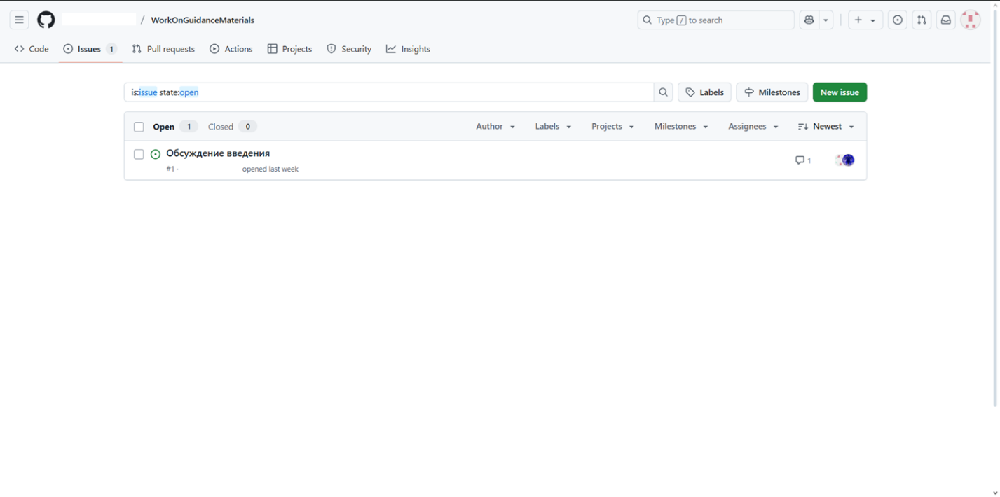 / WorkOnGuidanceMaterials Type / to search
Code Issues 1 Pull requests Actions Projects Security Insights
is:issue state:open Labels Milestones New issue
Open 1 Closed 0 Author Labels Projects Milestones Assignees Newest
Обсуждение введения 1
#1 · opened last week